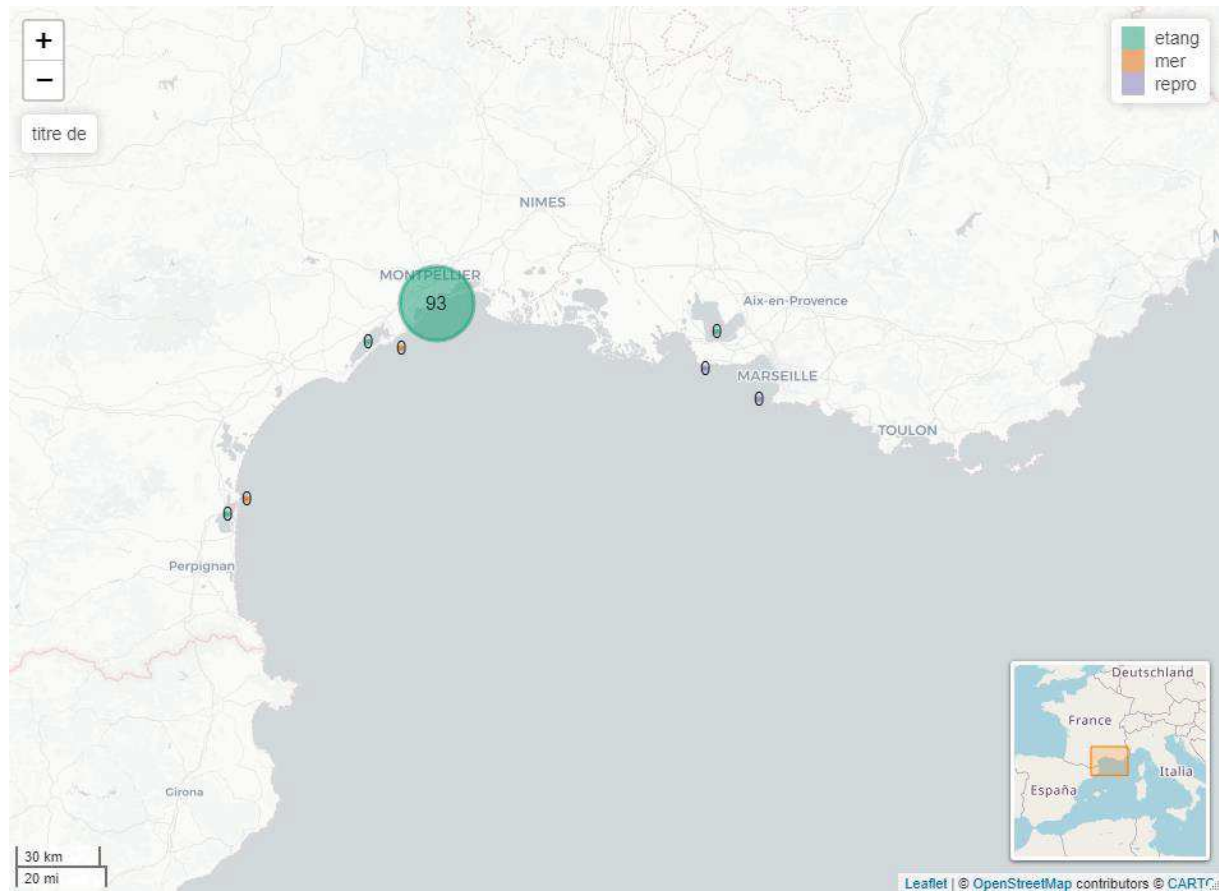 +
−
titre de
etang
mer
repro
NIMES
MONTPELLIER
93
Aix-en-Provence
0
0
0
0
MARSEILLE
0
TOULON
0
0
Perpignan
Girona
Deutschland
France
Italia
España
30 km
20 mi
Leaflet | © OpenStreetMap contributors © CARTO